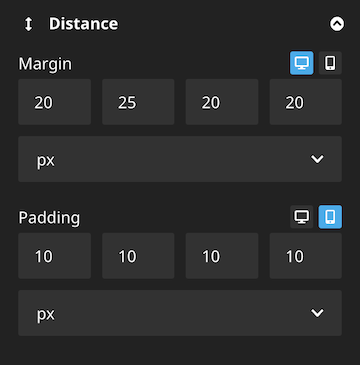 Distance
Margin
20 25 20 20
px
Padding
10 10 10 10
px